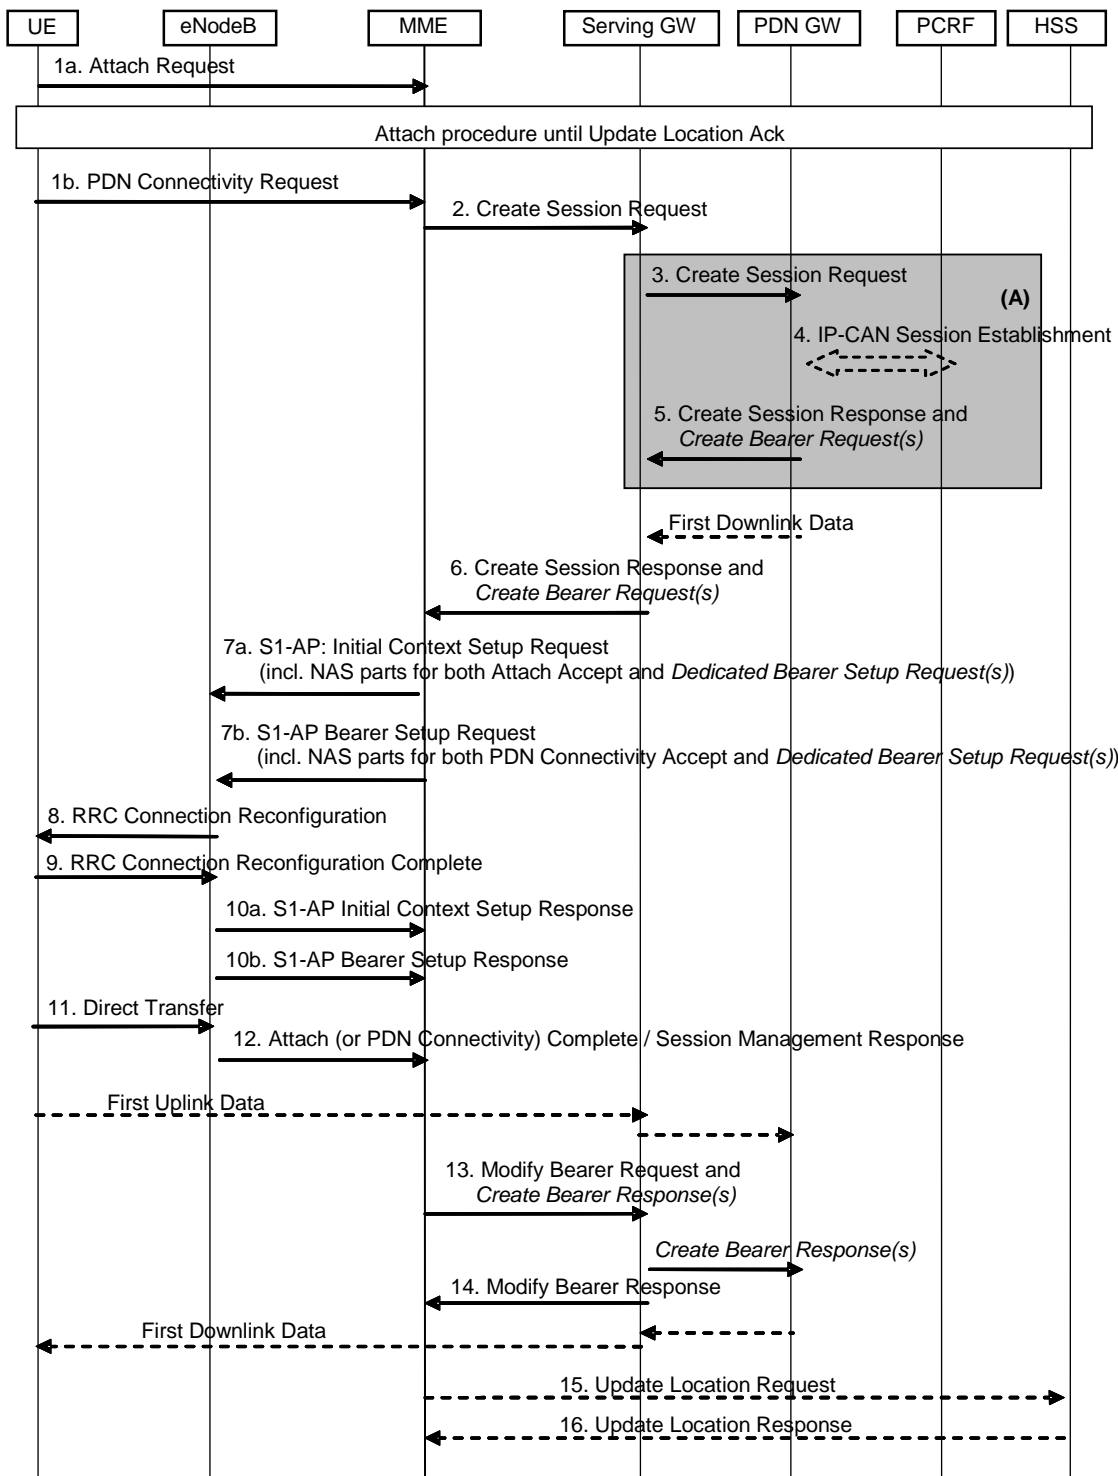 UE
eNodeB
MME
Serving GW
PDN GW
PCRF
HSS
1a. Attach Request
Attach procedure until Update Location Ack
1b. PDN Connectivity Request
2. Create Session Request
3. Create Session Request
(A)
4. IP-CAN Session Establishment
5. Create Session Response and
Create Bearer Request(s)
First Downlink Data
6. Create Session Response and
Create Bearer Request(s)
7a. S1-AP: Initial Context Setup Request
(incl. NAS parts for both Attach Accept and Dedicated Bearer Setup Request(s))
7b. S1-AP Bearer Setup Request
(incl. NAS parts for both PDN Connectivity Accept and Dedicated Bearer Setup Request(s))
8. RRC Connection Reconfiguration
9. RRC Connection Reconfiguration Complete
10a. S1-AP Initial Context Setup Response
10b. S1-AP Bearer Setup Response
11. Direct Transfer
12. Attach (or PDN Connectivity) Complete / Session Management Response
First Uplink Data
13. Modify Bearer Request and
Create Bearer Response(s)
Create Bearer Response(s)
14. Modify Bearer Response
First Downlink Data
15. Update Location Request
16. Update Location Response